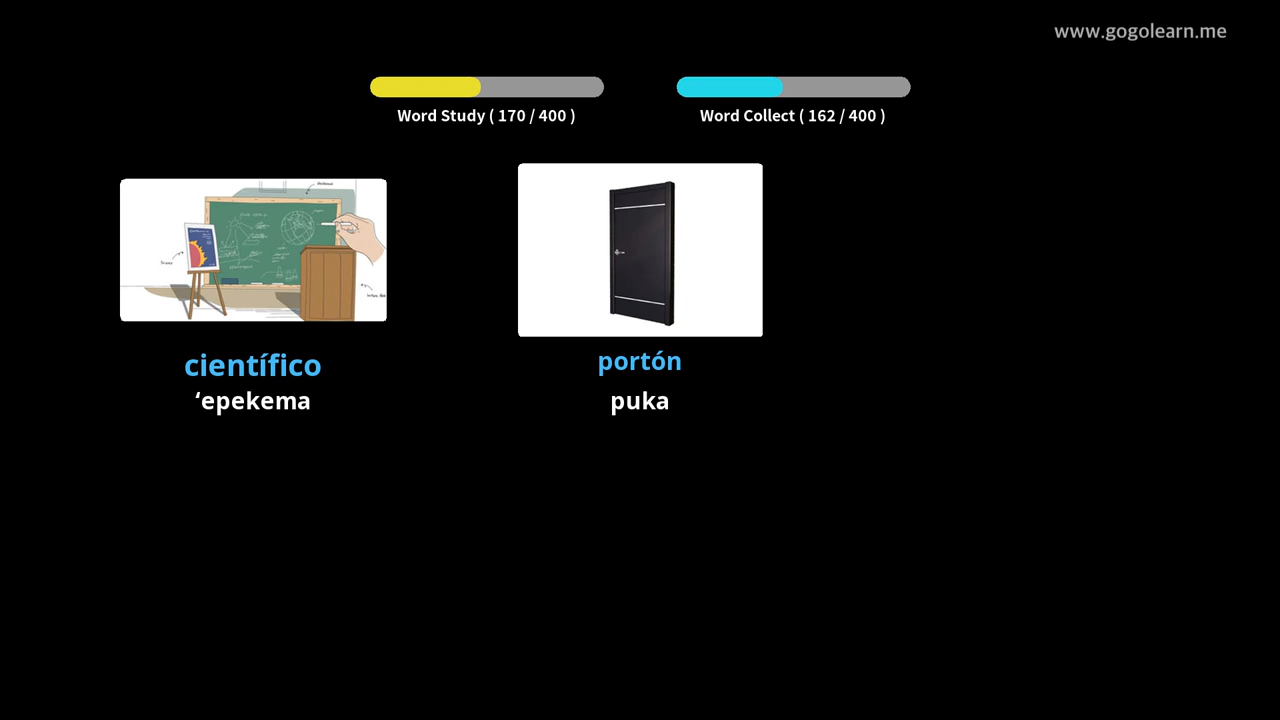 www.gogolearn.me
Word Study ( 170 / 400 )
Word Collect ( 162 / 400 )
científico
‘epekema
portón
puka